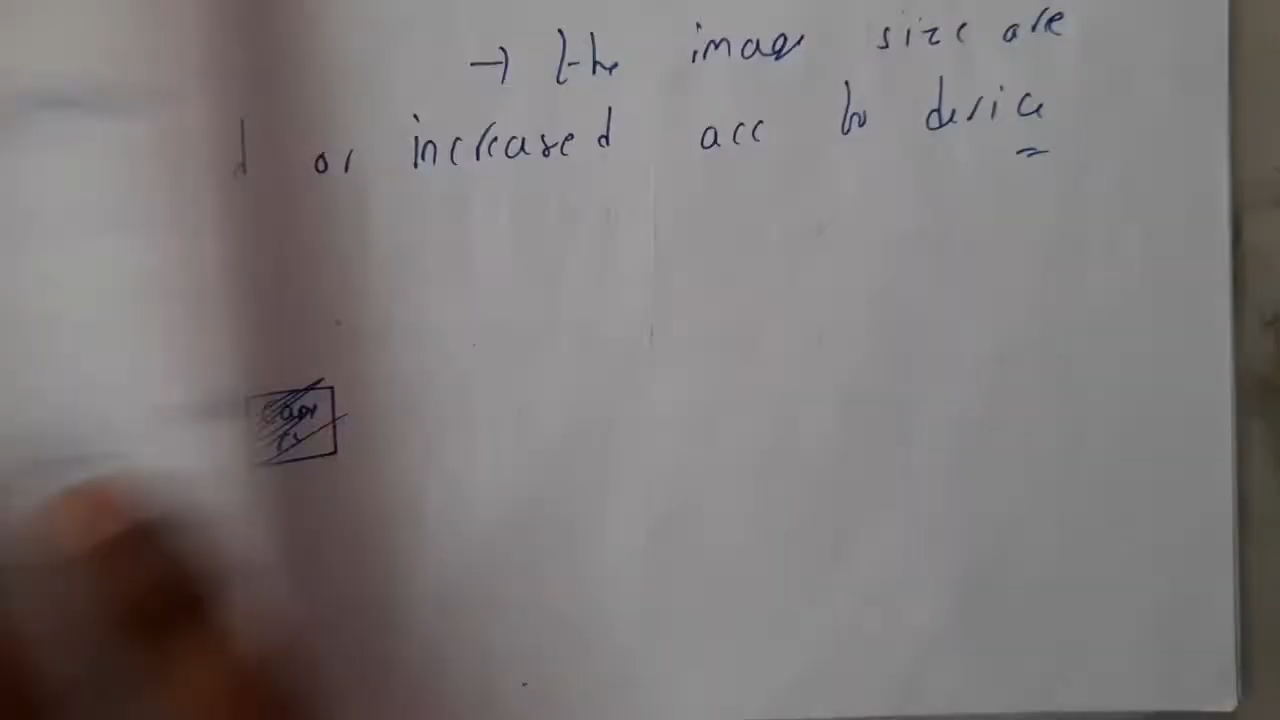 → the image size are
d or increased acc to device